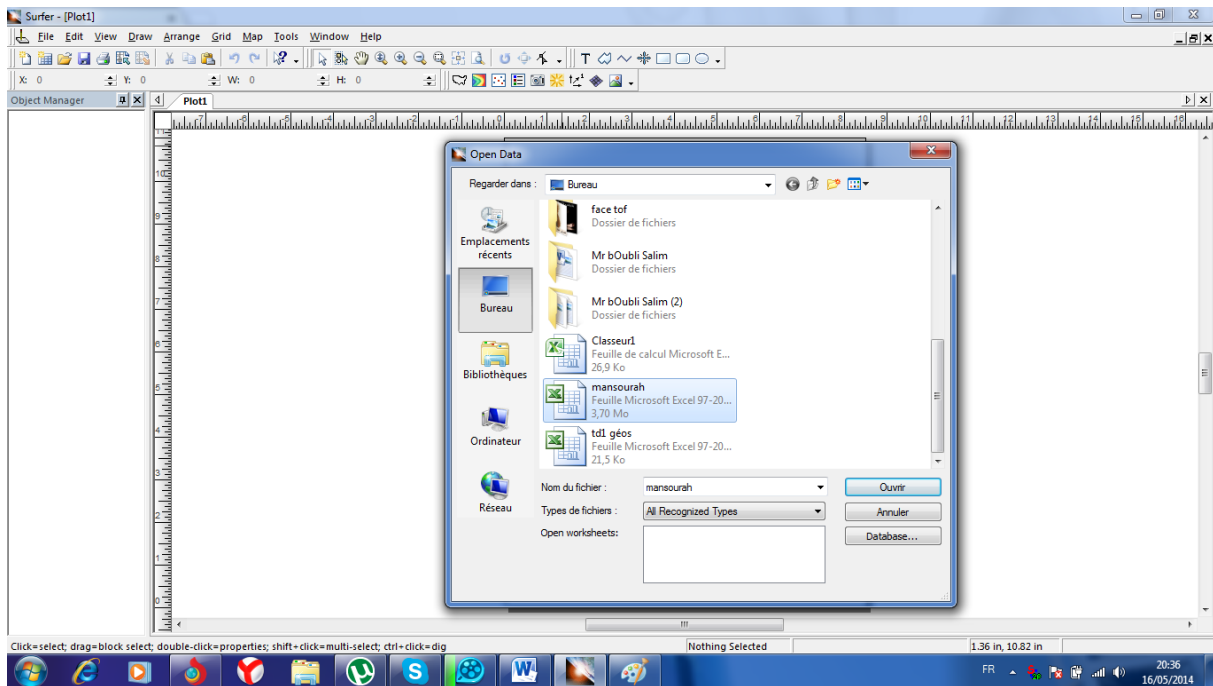 Surfer - [Plot1]
File Edit View Draw Arrange Grid Map Tools Window Help
X: 0 Y: 0 W: 0 H: 0
Object Manager
Plot1
Open Data
Regarder dans : Bureau
Emplacements récents
Bureau
Bibliothèques
Ordinateur
Réseau
face tof
Dossier de fichiers
Mr bOubli Salim
Dossier de fichiers
Mr bOubli Salim (2)
Dossier de fichiers
Classeur1
Feuille de calcul Microsoft E...
26,9 Ko
mansourah
Feuille Microsoft Excel 97-20...
3,70 Mo
td1 géos
Feuille Microsoft Excel 97-20...
21,5 Ko
Nom du fichier : mansourah Ouvrir
Types de fichiers : All Recognized Types Annuler
Open worksheets: Database...
Click=select; drag=block select; double-click=properties; shift+click=multi-select; ctrl+click=dig
Nothing Selected
1.36 in, 10.82 in
FR
20:36
16/05/2014